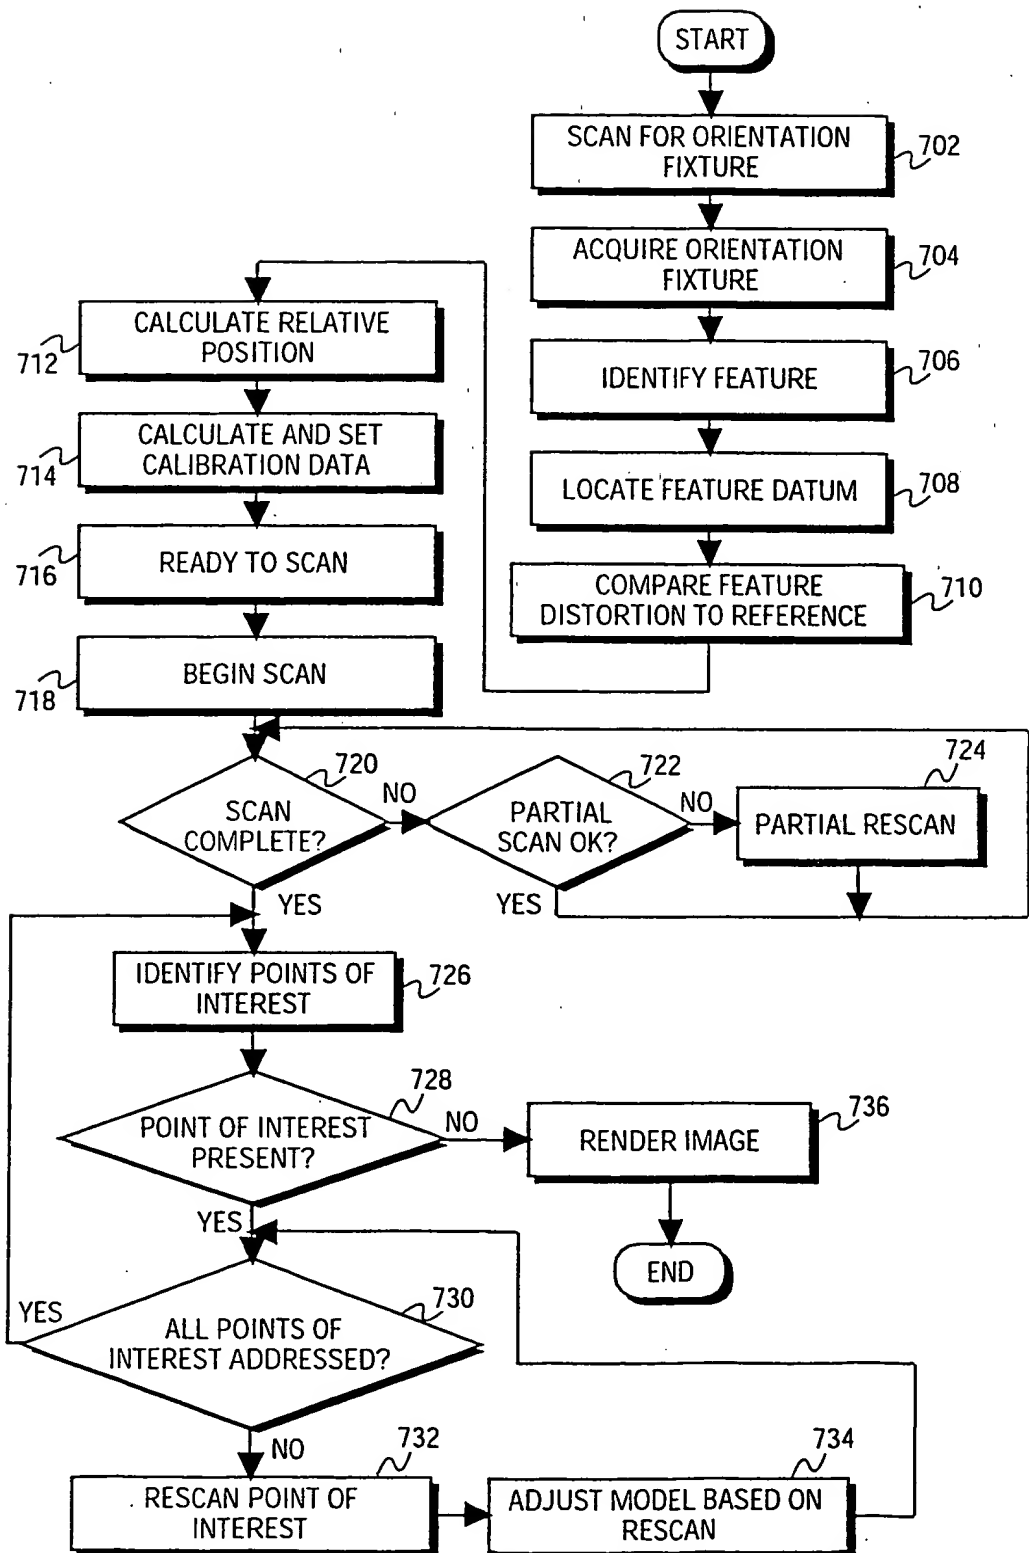 START
SCAN FOR ORIENTATION
FIXTURE
702
ACQUIRE ORIENTATION
FIXTURE
704
IDENTIFY FEATURE
706
LOCATE FEATURE DATUM
708
COMPARE FEATURE
DISTORTION TO REFERENCE
710
CALCULATE RELATIVE
POSITION
712
CALCULATE AND SET
CALIBRATION DATA
714
READY TO SCAN
716
BEGIN SCAN
718
720
SCAN
COMPLETE?
NO
YES
722
PARTIAL
SCAN OK?
NO
YES
724
PARTIAL RESCAN
IDENTIFY POINTS OF
INTEREST
726
728
POINT OF INTEREST
PRESENT?
NO
YES
736
RENDER IMAGE
END
730
ALL POINTS OF
INTEREST ADDRESSED?
YES
NO
732
RESCAN POINT OF
INTEREST
734
ADJUST MODEL BASED ON
RESCAN